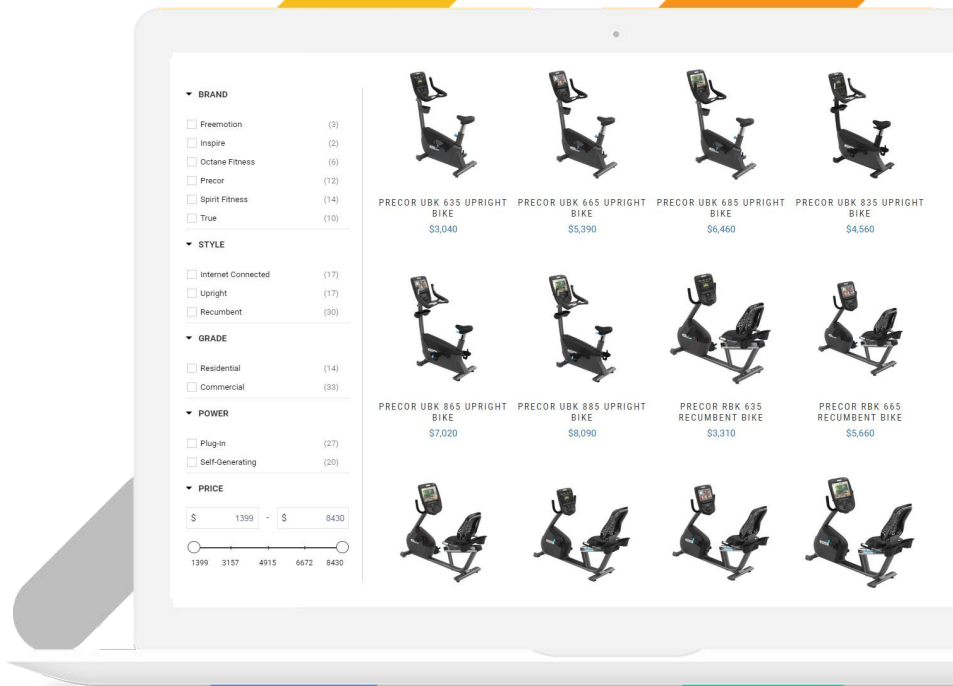 BRAND
Freemotion (3)
Inspire (2)
Octane Fitness (6)
Precor (12)
Spirit Fitness (14)
True (10)
STYLE
Internet Connected (17)
Upright (17)
Recumbent (30)
GRADE
Residential (14)
Commercial (33)
POWER
Plug-In (27)
Self-Generating (20)
PRICE
$ 1399 - $ 8430
1399 3157 4915 6672 8430
PRECOR UBK 635 UPRIGHT
BIKE
$3,040
PRECOR UBK 665 UPRIGHT
BIKE
$5,390
PRECOR UBK 685 UPRIGHT
BIKE
$6,460
PRECOR UBK 835 UPRIGHT
BIKE
$4,560
PRECOR UBK 865 UPRIGHT
BIKE
$7,020
PRECOR UBK 885 UPRIGHT
BIKE
$8,090
PRECOR RBK 635
RECUMBENT BIKE
$3,310
PRECOR RBK 665
RECUMBENT BIKE
$5,660